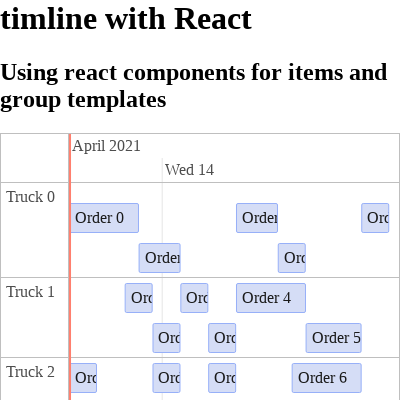 timline with React
Using react components for items and
group templates
April 2021
Wed 14
Truck 0
Order 0
Order
Ord
Order
Ord
Truck 1
Ord
Ord
Order 4
Ord
Ord
Order 5
Truck 2
Ord
Ord
Ord
Order 6